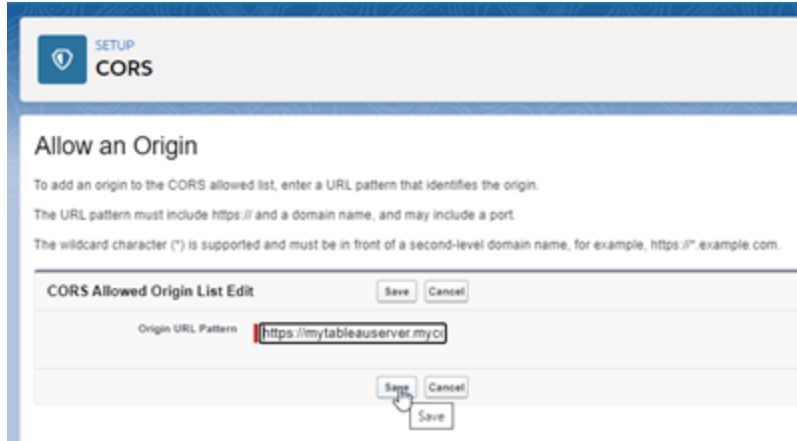 SETUP
CORS
Allow an Origin
To add an origin to the CORS allowed list, enter a URL pattern that identifies the origin.
The URL pattern must include https:// and a domain name, and may include a port.
The wildcard character (*) is supported and must be in front of a second-level domain name, for example, https://*.example.com.
CORS Allowed Origin List Edit Save Cancel
Origin URL Pattern https://mytableauserver.myco
Save Cancel
Save